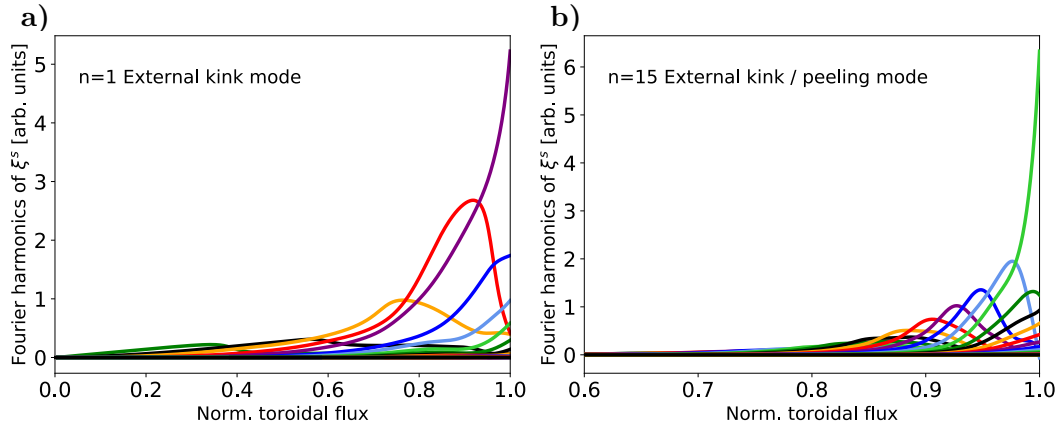 a)
Fourier harmonics of ξ^s [arb. units]
5
4
3
2
1
0
n=1 External kink mode
0.0 0.2 0.4 0.6 0.8 1.0
Norm. toroidal flux
b)
Fourier harmonics of ξ^s [arb. units]
6
5
4
3
2
1
0
n=15 External kink / peeling mode
0.6 0.7 0.8 0.9 1.0
Norm. toroidal flux